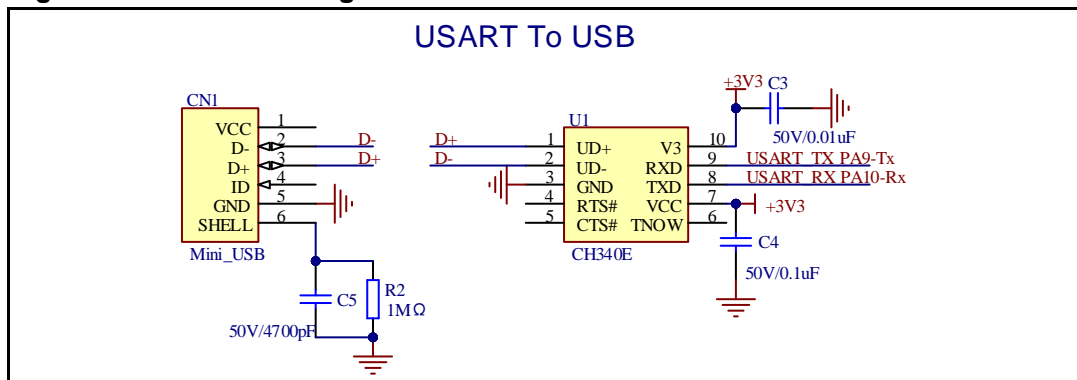 USART To USB
CN1
VCC 1
D- 2 D-
D+ 3 D+
ID 4
GND 5
SHELL 6
Mini_USB
C5
50V/4700pF
R2
1MΩ
U1
D+ 1 UD+
D- 2 UD-
3 GND
4 RTS#
5 CTS#
V3 10
RXD 9 USART_TX PA9-Tx
TXD 8 USART_RX PA10-Rx
VCC 7 +3V3
TNOW 6
CH340E
+3V3
C3
50V/0.01uF
C4
50V/0.1uF